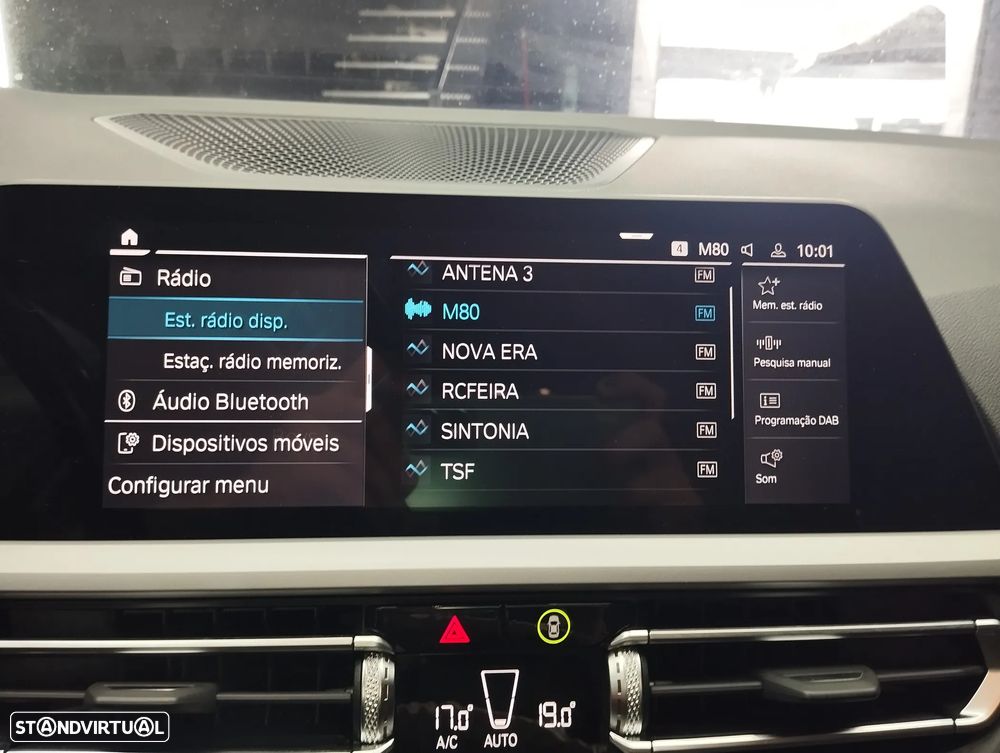 4 M80 10:01
Rádio
Est. rádio disp.
Estaç. rádio memoriz.
Áudio Bluetooth
Dispositivos móveis
Configurar menu
ANTENA 3 FM
M80 FM
NOVA ERA FM
RCFEIRA FM
SINTONIA FM
TSF FM
Mem. est. rádio
Pesquisa manual
Programação DAB
Som
17.0° 19.0°
A/C AUTO
STANDVIRTUAL